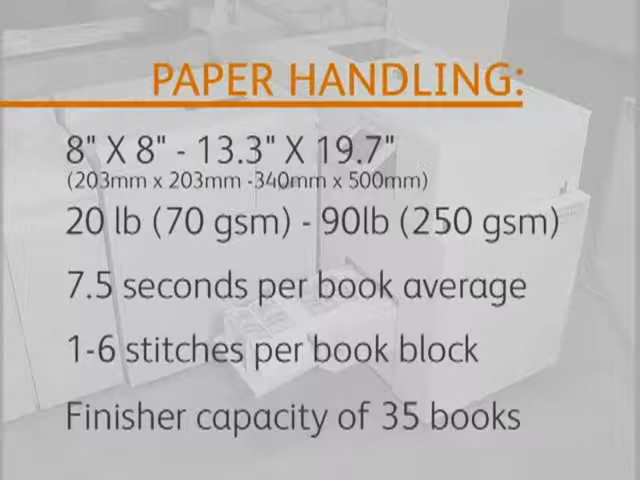 PAPER HANDLING:
8" X 8" - 13.3" X 19.7"
(203mm x 203mm -340mm x 500mm)
20 lb (70 gsm) - 90lb (250 gsm)
7.5 seconds per book average
1-6 stitches per book block
Finisher capacity of 35 books